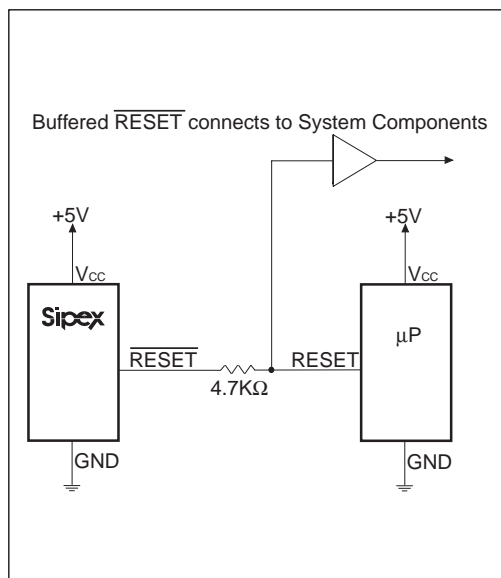 Buffered RESET connects to System Components
+5V
+5V
VCC
VCC
Sipex
µP
RESET
RESET
4.7KΩ
GND
GND